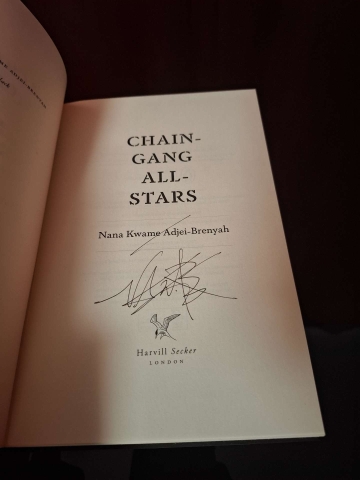 CHAIN-
GANG
ALL-
STARS
Nana Kwame Adjei-Brenyah
Harvill Secker
LONDON